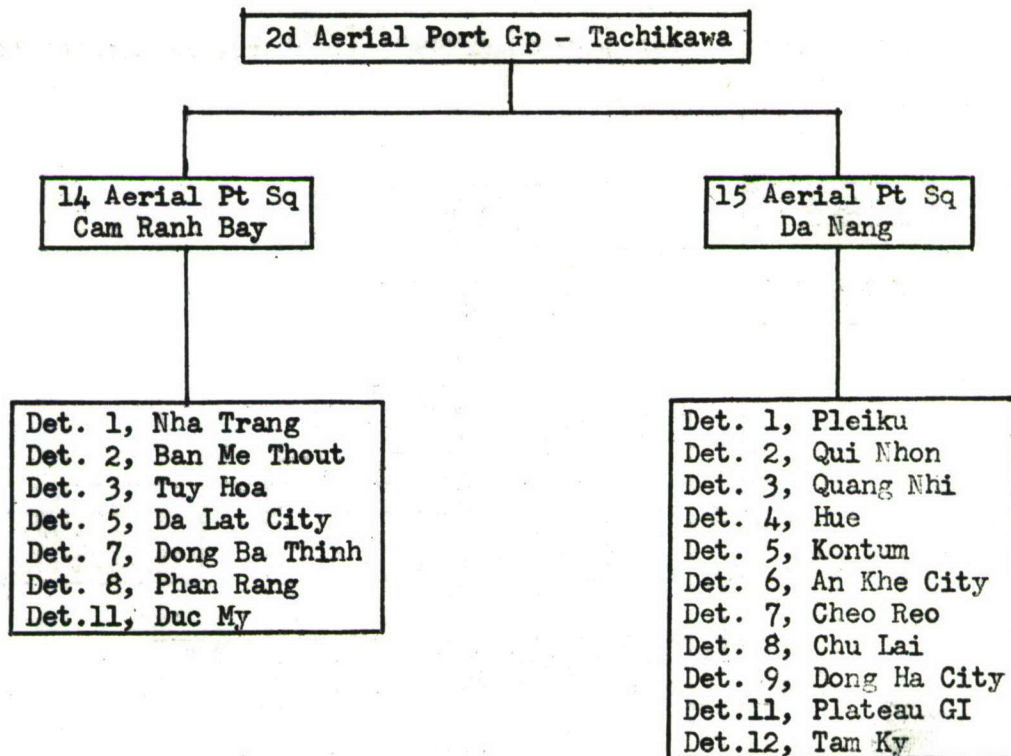 2d Aerial Port Gp - Tachikawa
14 Aerial Pt Sq
Cam Ranh Bay
15 Aerial Pt Sq
Da Nang
Det. 1, Nha Trang
Det. 2, Ban Me Thout
Det. 3, Tuy Hoa
Det. 5, Da Lat City
Det. 7, Dong Ba Thinh
Det. 8, Phan Rang
Det.11, Duc My
Det. 1, Pleiku
Det. 2, Qui Nhon
Det. 3, Quang Nhi
Det. 4, Hue
Det. 5, Kontum
Det. 6, An Khe City
Det. 7, Cheo Reo
Det. 8, Chu Lai
Det. 9, Dong Ha City
Det.11, Plateau GI
Det.12, Tam Ky